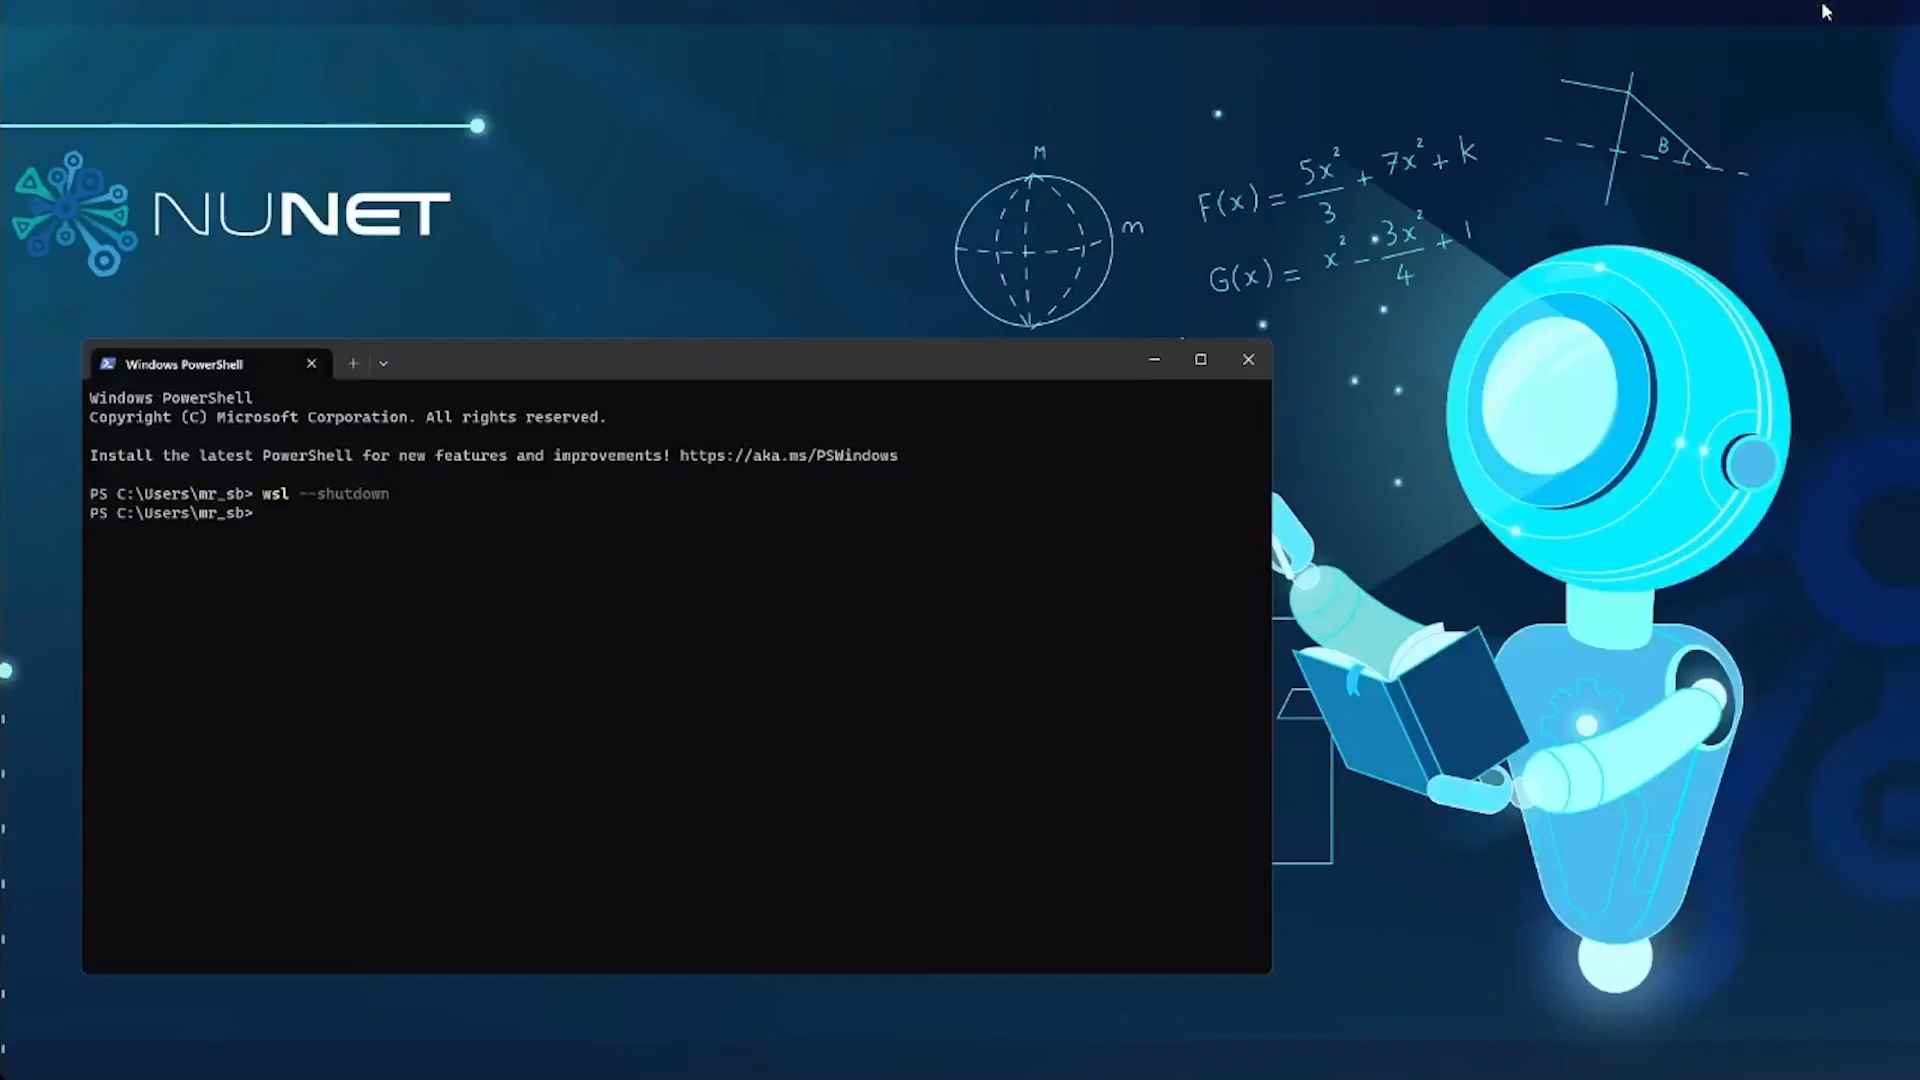 NUNET
M
m
F(x) = 5x²/3 + 7x² + k
G(x) = x² - 3x²/4 + 1
B
Windows PowerShell
Windows PowerShell
Copyright (C) Microsoft Corporation. All rights reserved.
Install the latest PowerShell for new features and improvements! https://aka.ms/PSWindows
PS C:\Users\mr_sb> wsl --shutdown
PS C:\Users\mr_sb>